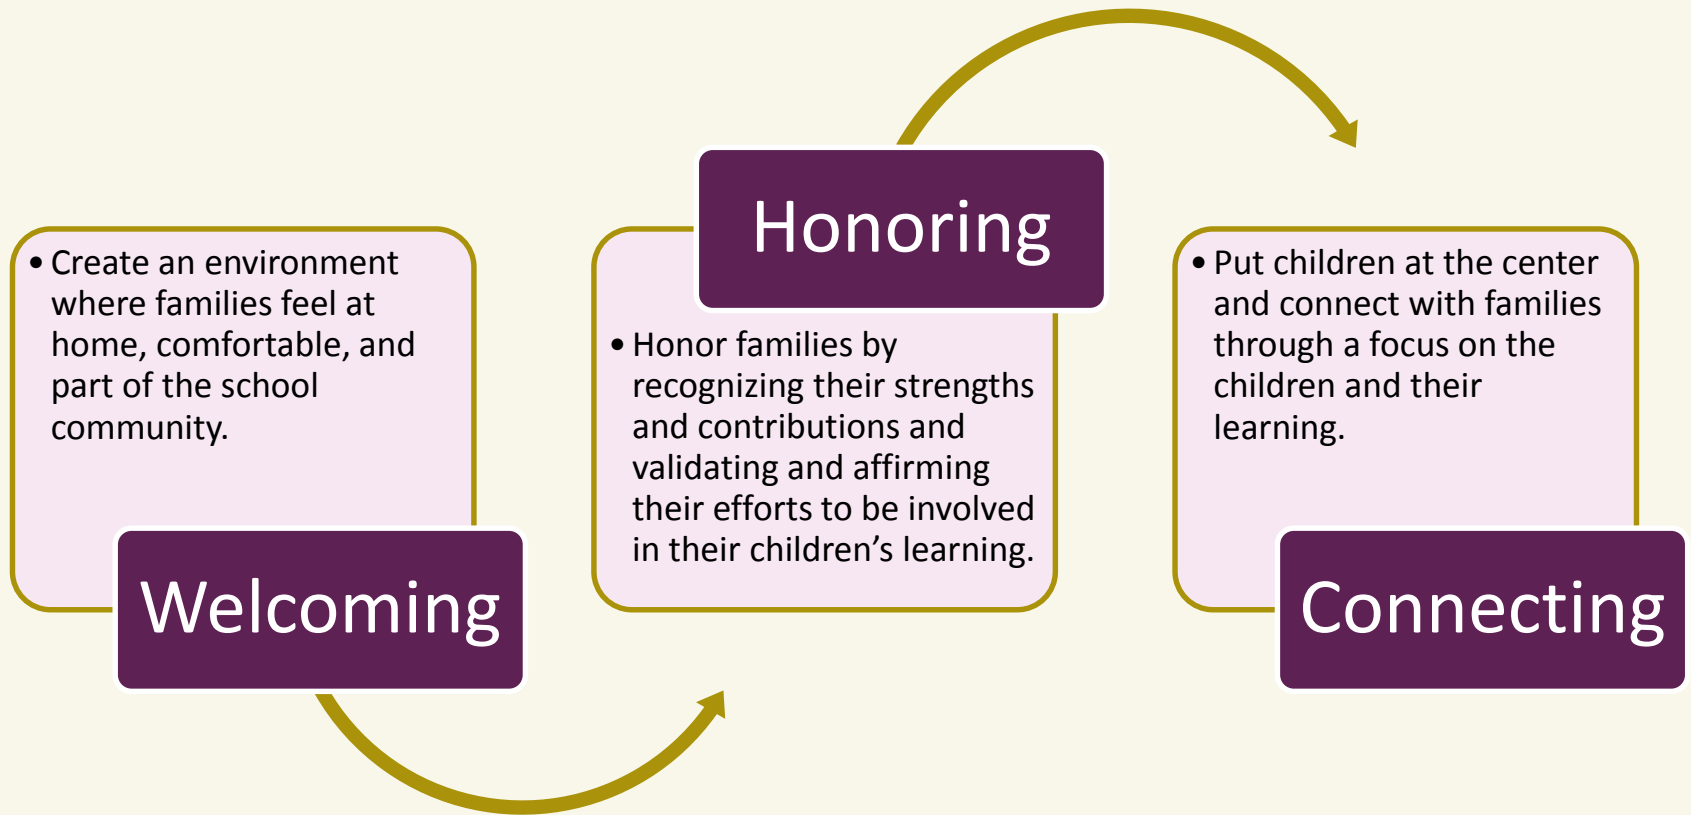 • Create an environment
where families feel at
home, comfortable, and
part of the school
community.
Welcoming
Honoring
• Honor families by
recognizing their strengths
and contributions and
validating and affirming
their efforts to be involved
in their children’s learning.
• Put children at the center
and connect with families
through a focus on the
children and their
learning.
Connecting